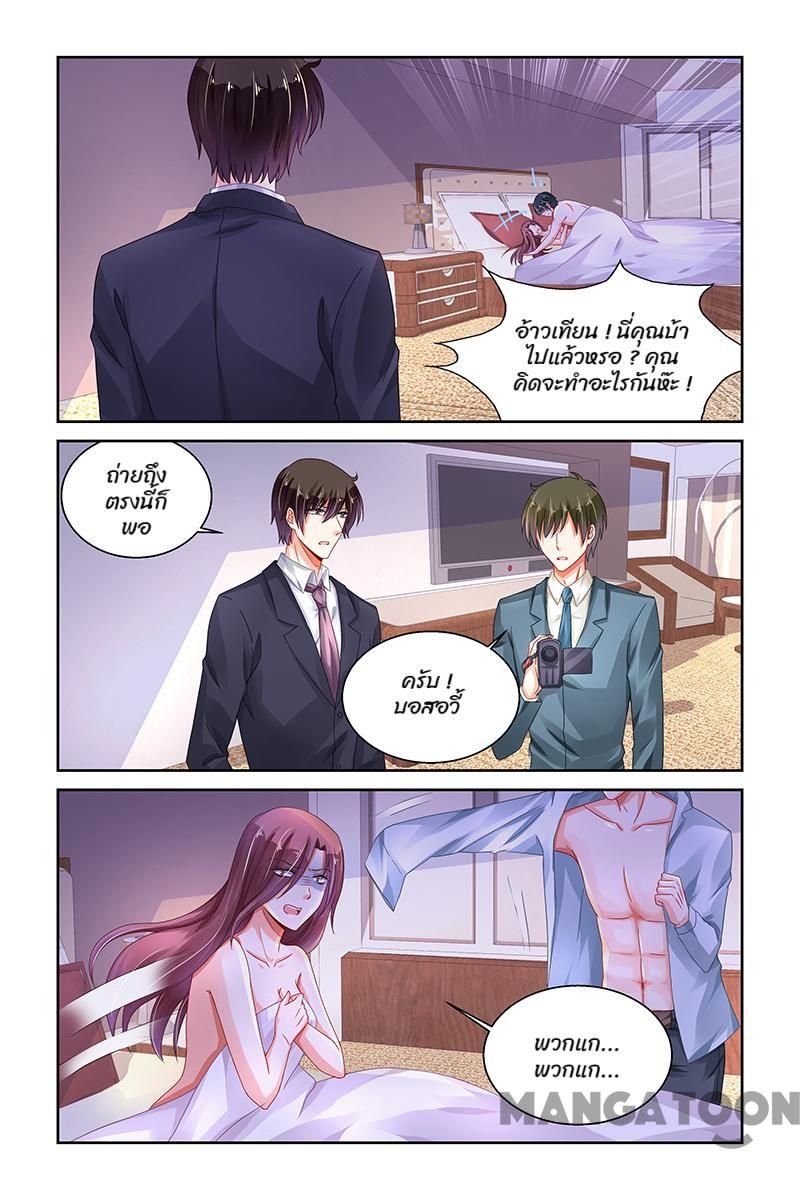 อ้าวเทียน ! นี่คุณบ้า
ไปแล้วหรอ ? คุณ
คิดจะทำอะไรกันห๊ะ !
ถ่ายถึง
ตรงนี้ก็
พอ
ครับ !
บอสอวี้
พวกแก...
พวกแก...
MANGATOON